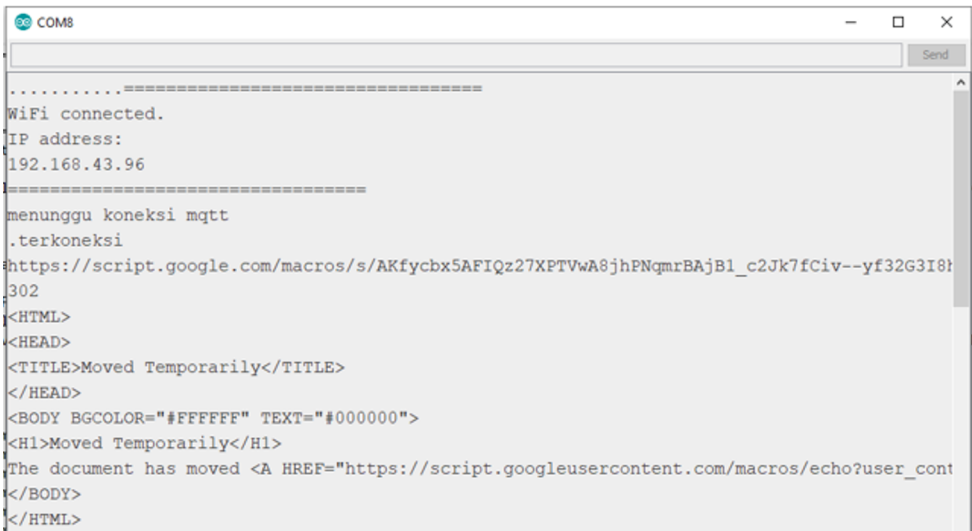 COM8
Send
...........==================================
WiFi connected.
IP address:
192.168.43.96
==================================
menunggu koneksi mqtt
.terkoneksi
https://script.google.com/macros/s/AKfycbx5AFIQz27XPTVwA8jhPNqmrBAjB1_c2Jk7fCiv--yf32G3I8h
302
<HTML>
<HEAD>
<TITLE>Moved Temporarily</TITLE>
</HEAD>
<BODY BGCOLOR="#FFFFFF" TEXT="#000000">
<H1>Moved Temporarily</H1>
The document has moved <A HREF="https://script.googleusercontent.com/macros/echo?user_cont
</BODY>
</HTML>